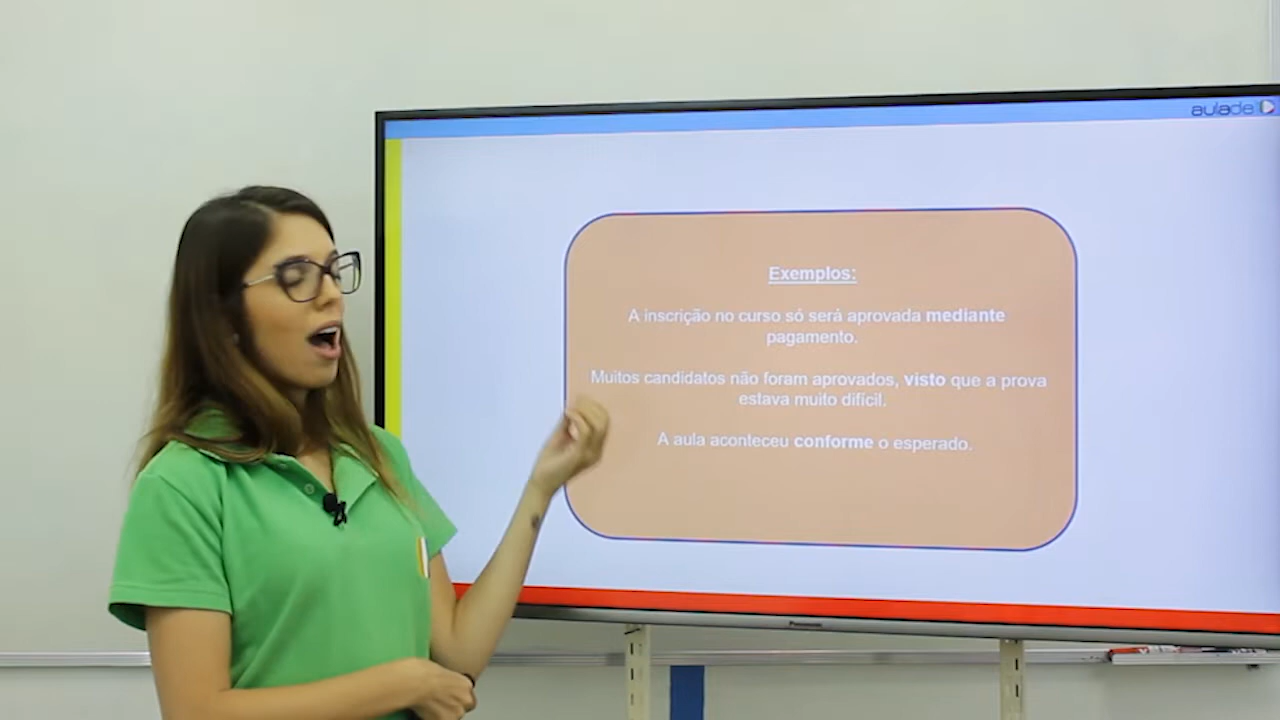 aulade
Exemplos:
A inscrição no curso só será aprovada mediante
pagamento.
Muitos candidatos não foram aprovados, visto que a prova
estava muito difícil.
A aula aconteceu conforme o esperado.
Panasonic